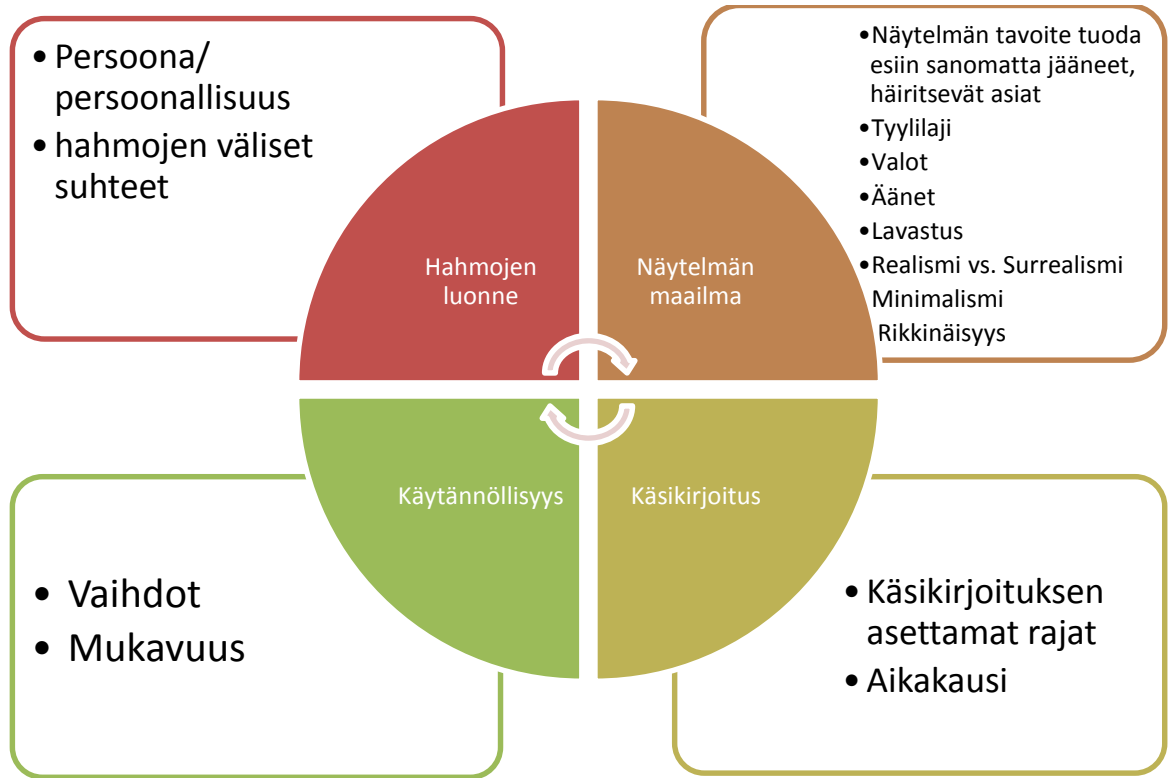 • Persoona/
persoonallisuus
• hahmojen väliset
suhteet
• Näytelmän tavoite tuoda
esiin sanomatta jääneet,
häiritsevät asiat
• Tyylilaji
• Valot
• Äänet
• Lavastus
• Realismi vs. Surrealismi
Minimalismi
Rikkinäisyys
Hahmojen
luonne
Näytelmän
maailma
Käytännöllisyys
Käsikirjoitus
• Vaihdot
• Mukavuus
• Käsikirjoituksen
asettamat rajat
• Aikakausi